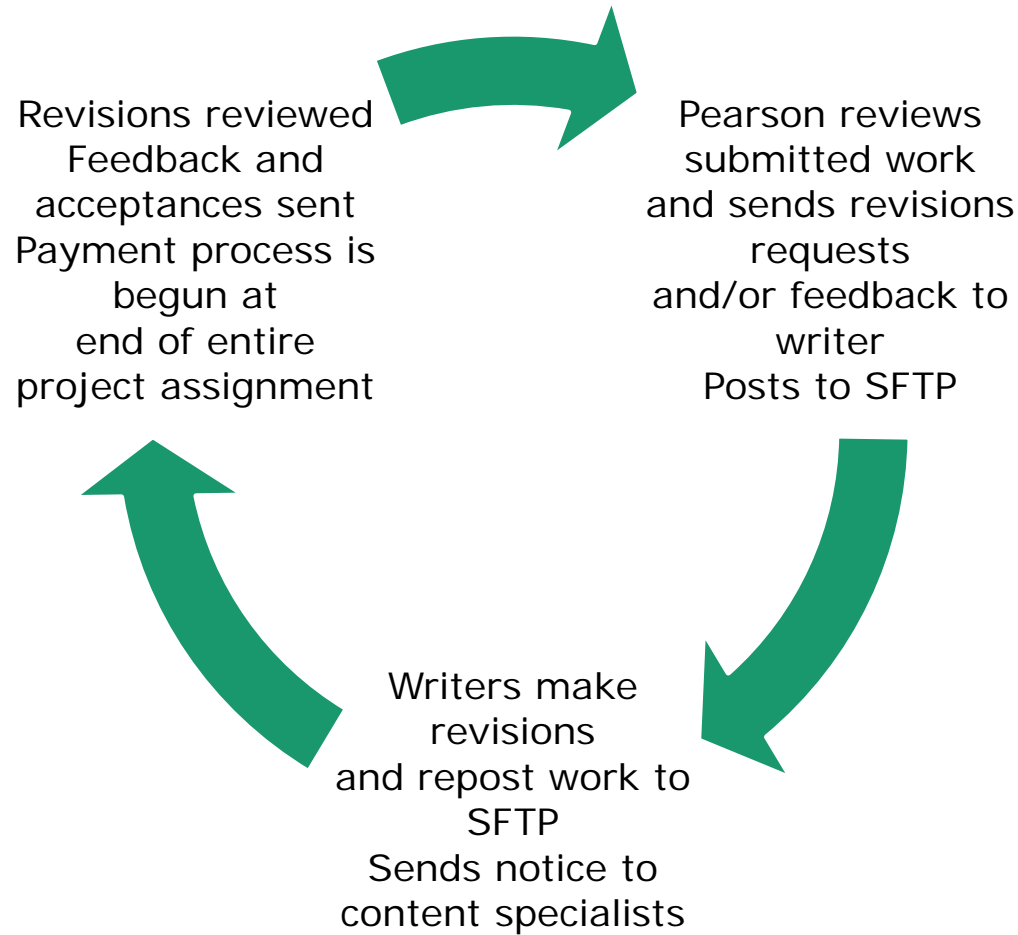 Revisions reviewed
Feedback and
acceptances sent
Payment process is
begun at
end of entire
project assignment
Pearson reviews
submitted work
and sends revisions
requests
and/or feedback to
writer
Posts to SFTP
Writers make
revisions
and repost work to
SFTP
Sends notice to
content specialists